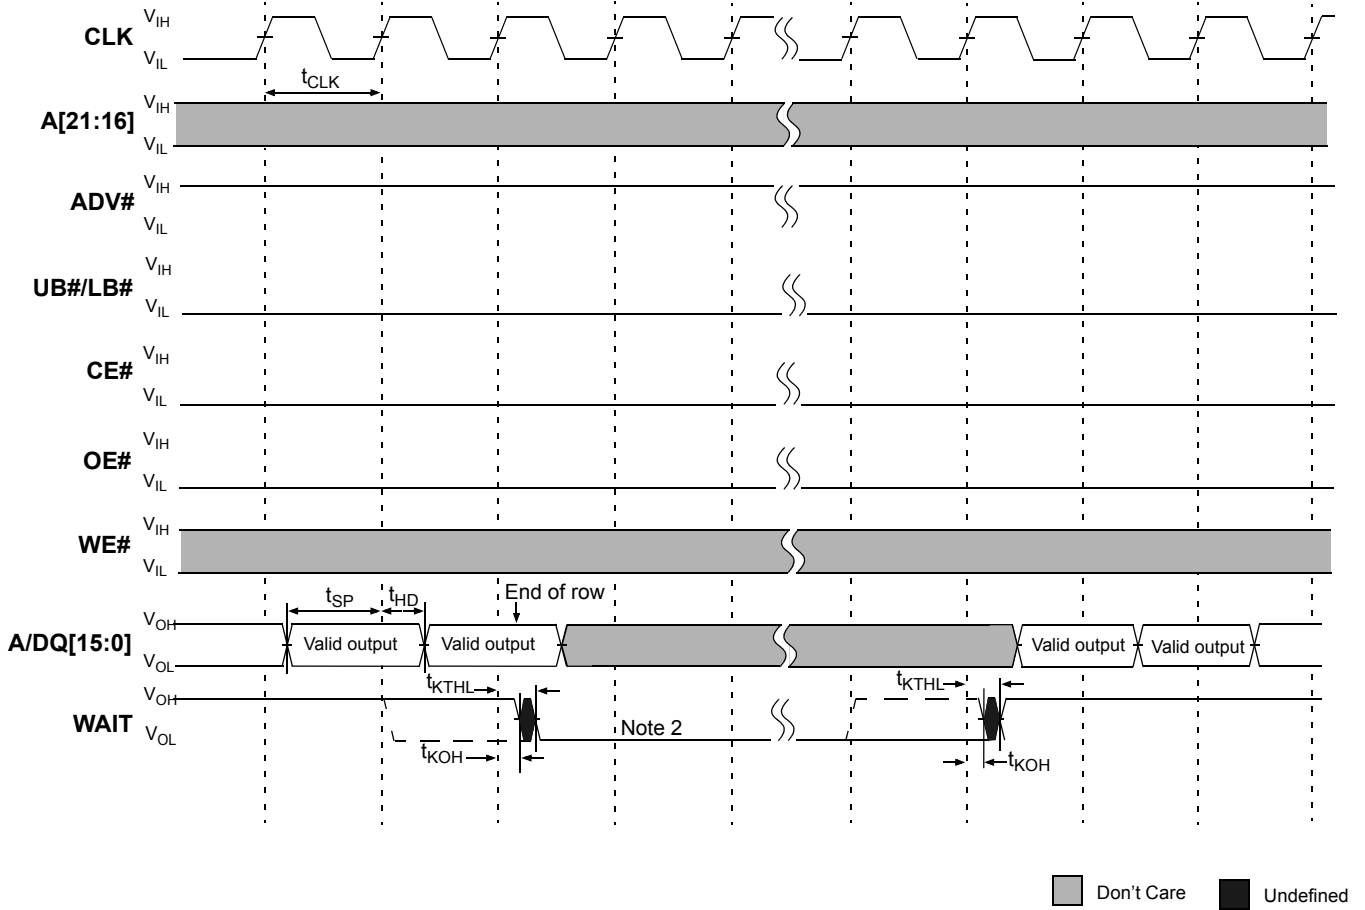 CLK
VIH
VIL
tCLK
A[21:16]
VIH
VIL
ADV#
VIH
VIL
UB#/LB#
VIH
VIL
CE#
VIH
VIL
OE#
VIH
VIL
WE#
VIH
VIL
tSP tHD End of row
A/DQ[15:0]
VOH
VOL
Valid output Valid output Valid output Valid output
tKTHL tKTHL
WAIT
VOH
VOL
Note 2
tKOH tKOH
Don't Care Undefined